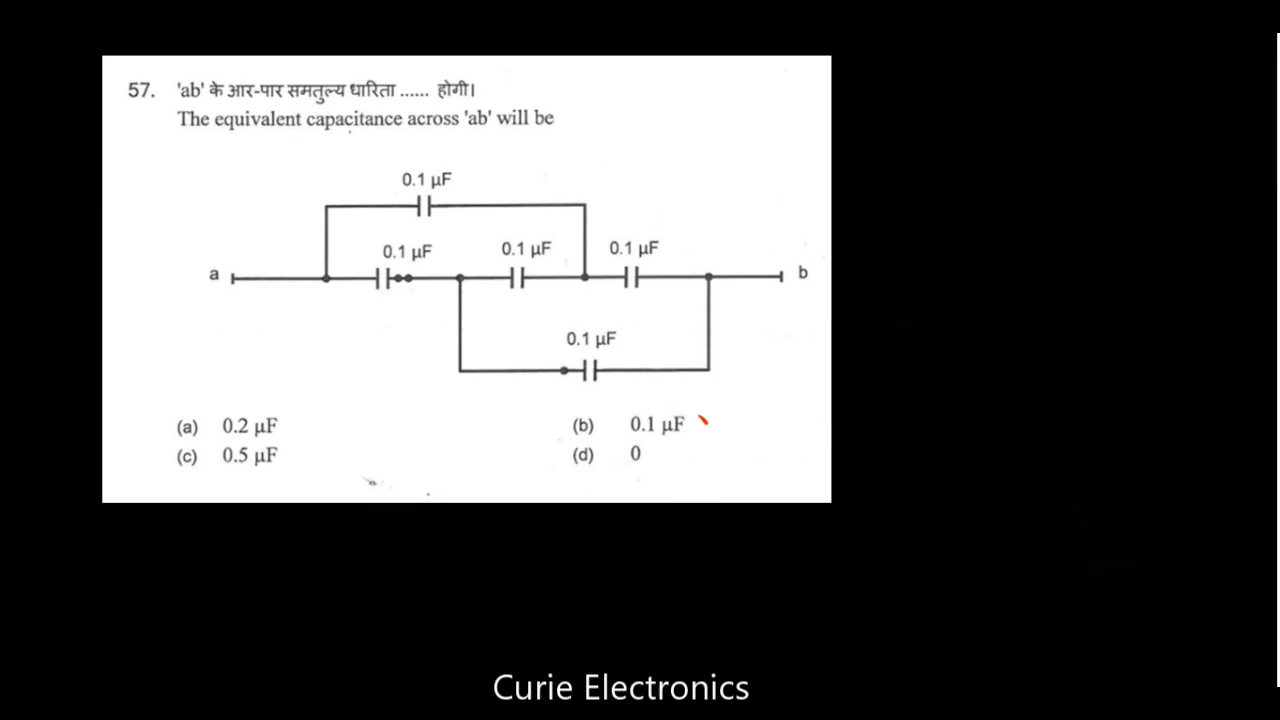 57. 'ab' के आर-पार समतुल्य धारिता ...... होगी।
The equivalent capacitance across 'ab' will be
0.1 µF
0.1 µF 0.1 µF 0.1 µF
a b
0.1 µF
(a) 0.2 µF (b) 0.1 µF
(c) 0.5 µF (d) 0
Curie Electronics